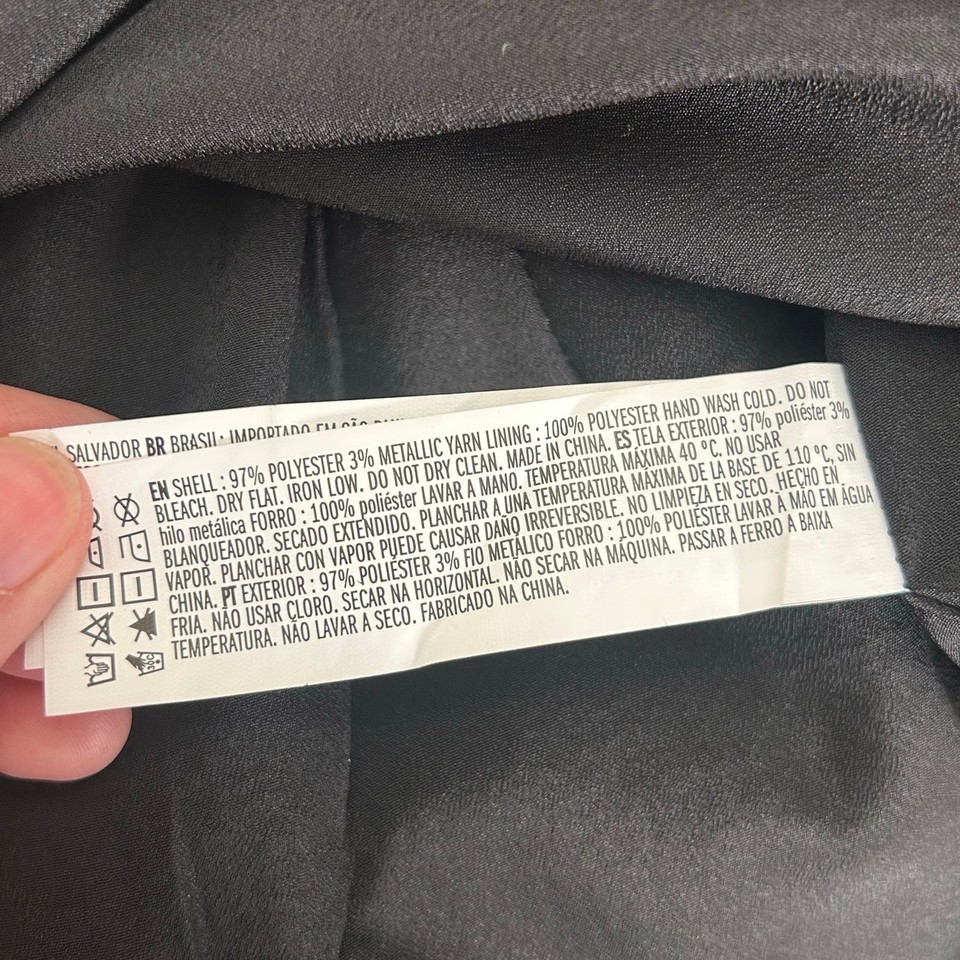 SALVADOR BR BRASIL: IMPORTADO EM SÃO
EN SHELL : 97% POLYESTER 3% METALLIC YARN LINING : 100% POLYESTER HAND WASH COLD. DO NOT
BLEACH. DRY FLAT. IRON LOW. DO NOT DRY CLEAN. MADE IN CHINA. ES TELA EXTERIOR : 97% poliéster 3%
hilo metálica FORRO : 100% poliéster LAVAR A MANO. TEMPERATURA MÁXIMA 40 °C. NO USAR
BLANQUEADOR. SECADO EXTENDIDO. PLANCHAR A UNA TEMPERATURA MÁXIMA DE LA BASE DE 110 °C, SIN
VAPOR. PLANCHAR CON VAPOR PUEDE CAUSAR DAÑO IRREVERSIBLE. NO LIMPIEZA EN SECO. HECHO EN
CHINA. PT EXTERIOR : 97% POLIÉSTER 3% FIO METÁLICO FORRO : 100% POLIÉSTER LAVAR À MÃO EM ÁGUA
FRIA. NÃO USAR CLORO. SECAR NA HORIZONTAL. NÃO SECAR NA MÁQUINA. PASSAR A FERRO A BAIXA
TEMPERATURA. NÃO LAVAR A SECO. FABRICADO NA CHINA.
30C